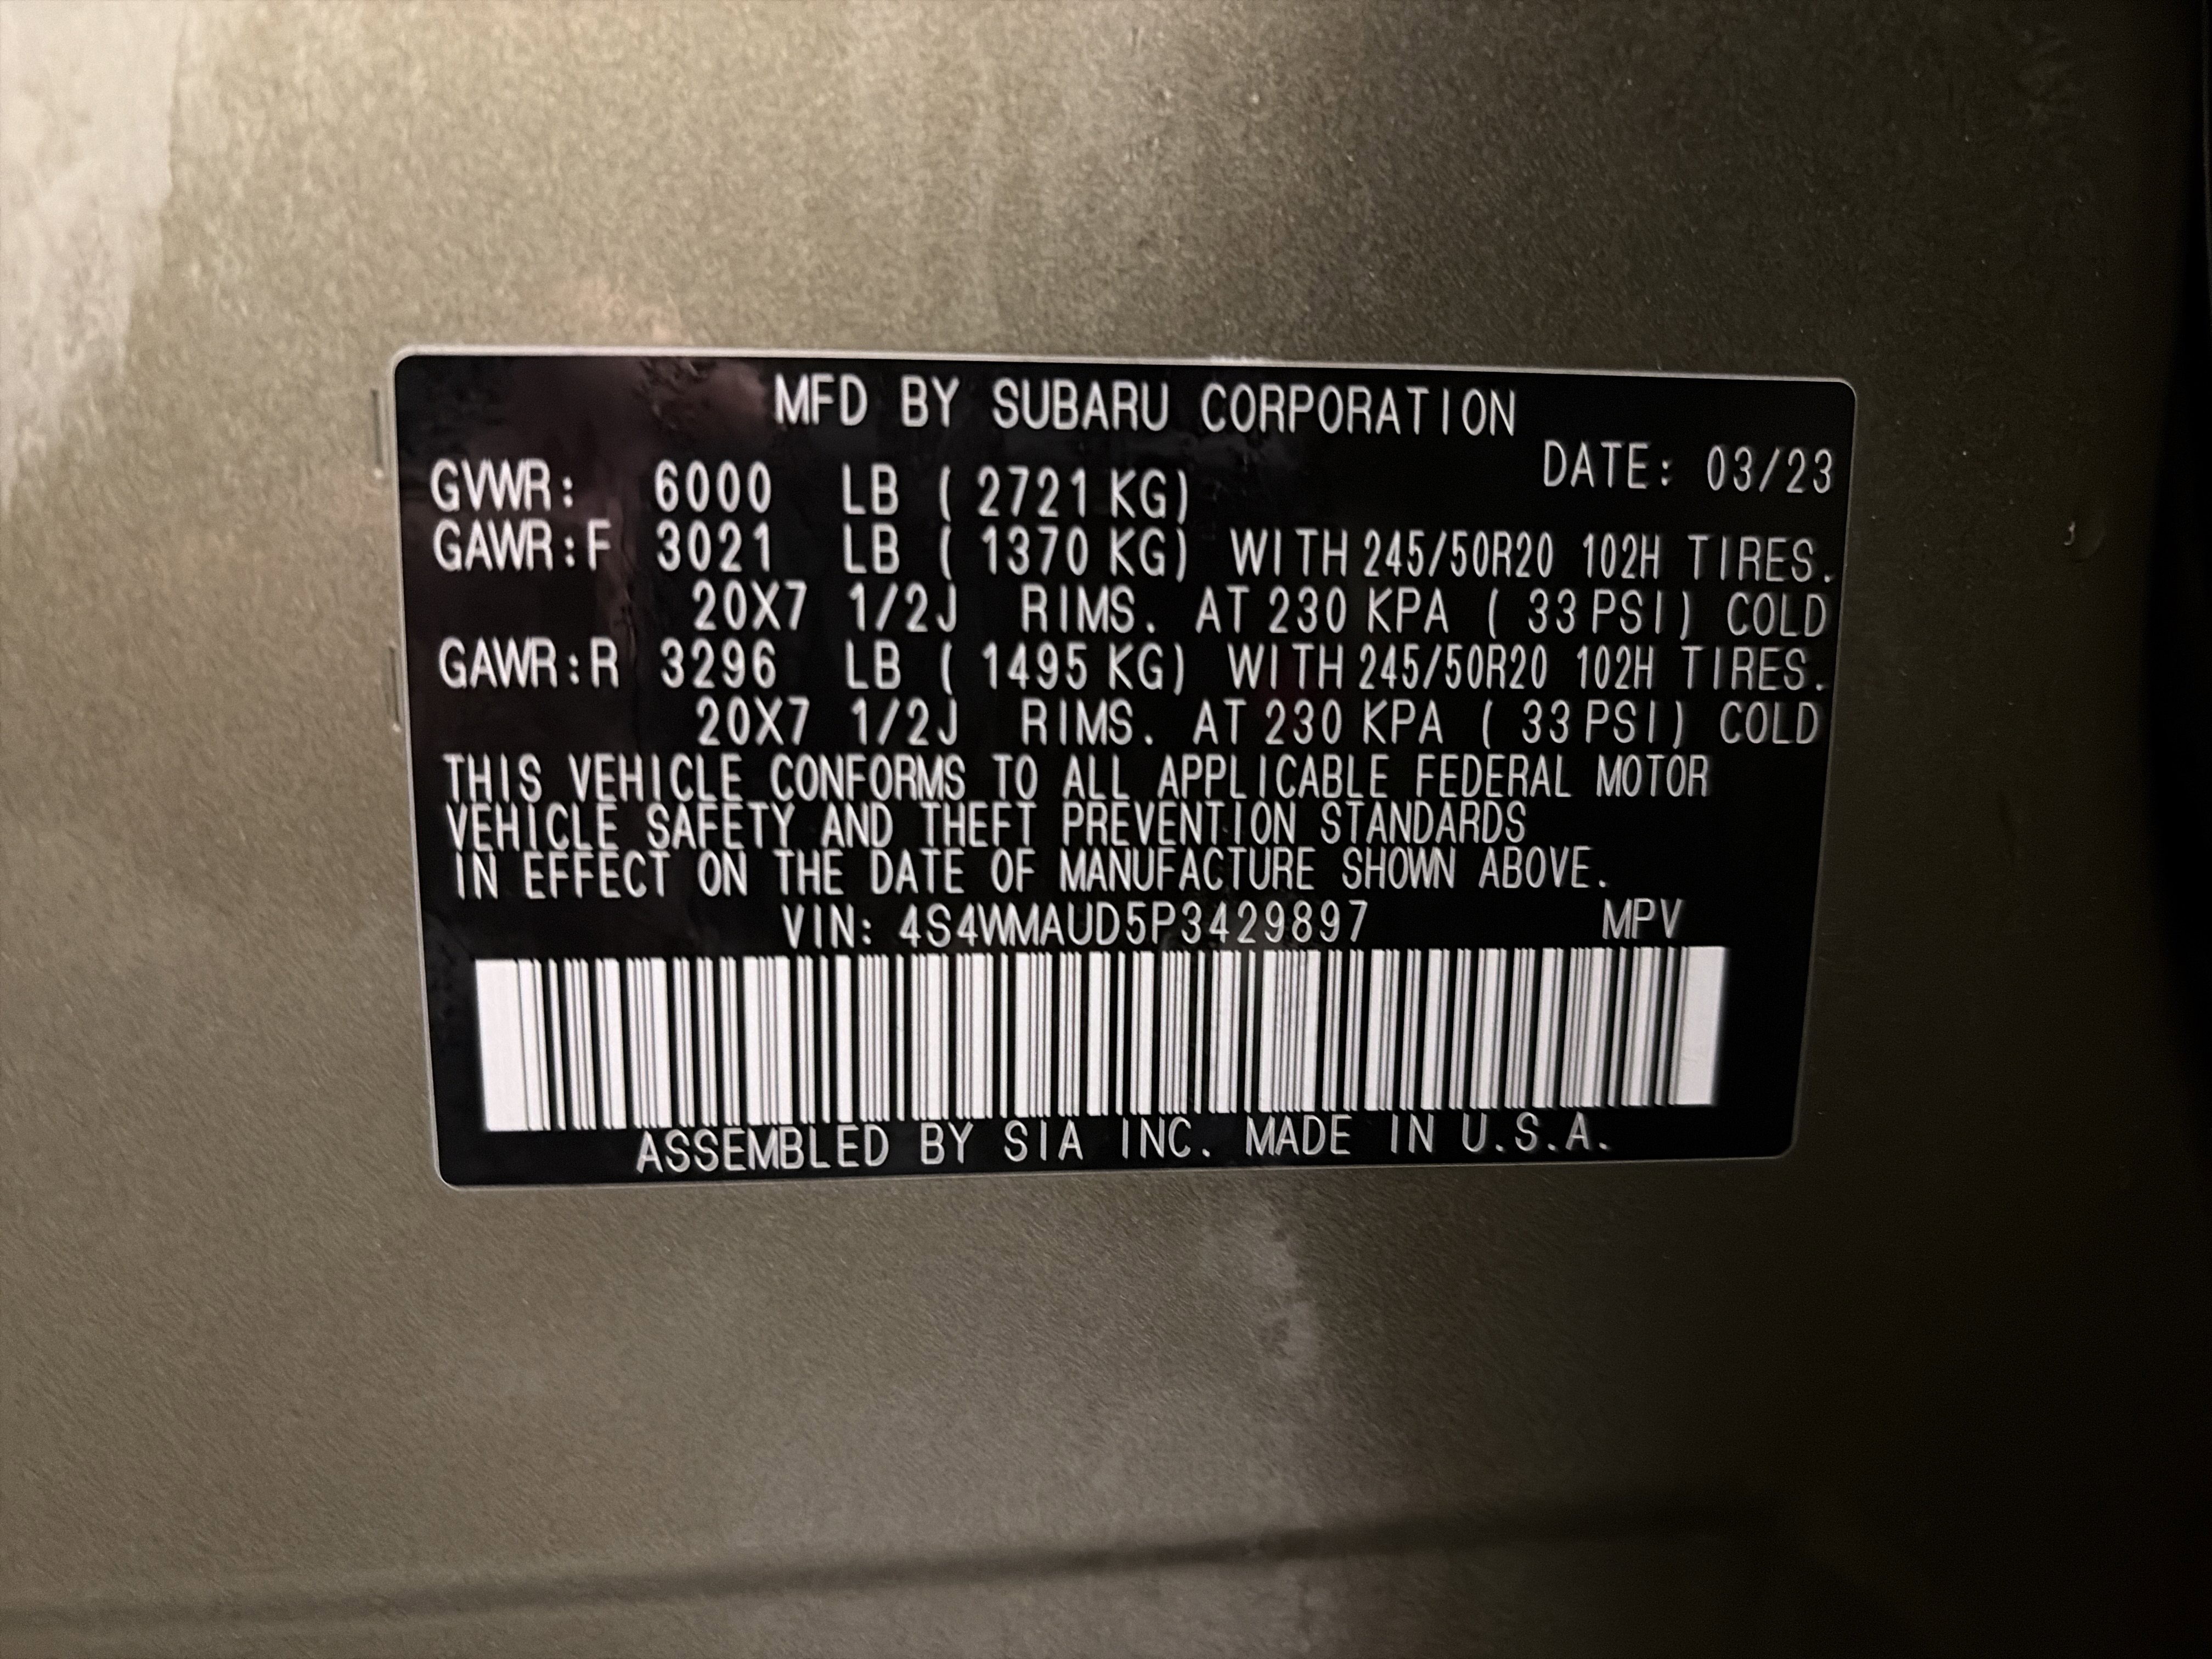 MFD BY SUBARU CORPORATION
DATE: 03/23
GVWR: 6000 LB ( 2721 KG)
GAWR:F 3021 LB ( 1370 KG) WITH 245/50R20 102H TIRES.
20X7 1/2J RIMS. AT 230 KPA ( 33 PSI) COLD
GAWR:R 3296 LB ( 1495 KG) WITH 245/50R20 102H TIRES.
20X7 1/2J RIMS. AT 230 KPA ( 33 PSI) COLD
THIS VEHICLE CONFORMS TO ALL APPLICABLE FEDERAL MOTOR
VEHICLE SAFETY AND THEFT PREVENTION STANDARDS
IN EFFECT ON THE DATE OF MANUFACTURE SHOWN ABOVE.
VIN: 4S4WMAUD5P3429897 MPV
ASSEMBLED BY SIA INC. MADE IN U.S.A.